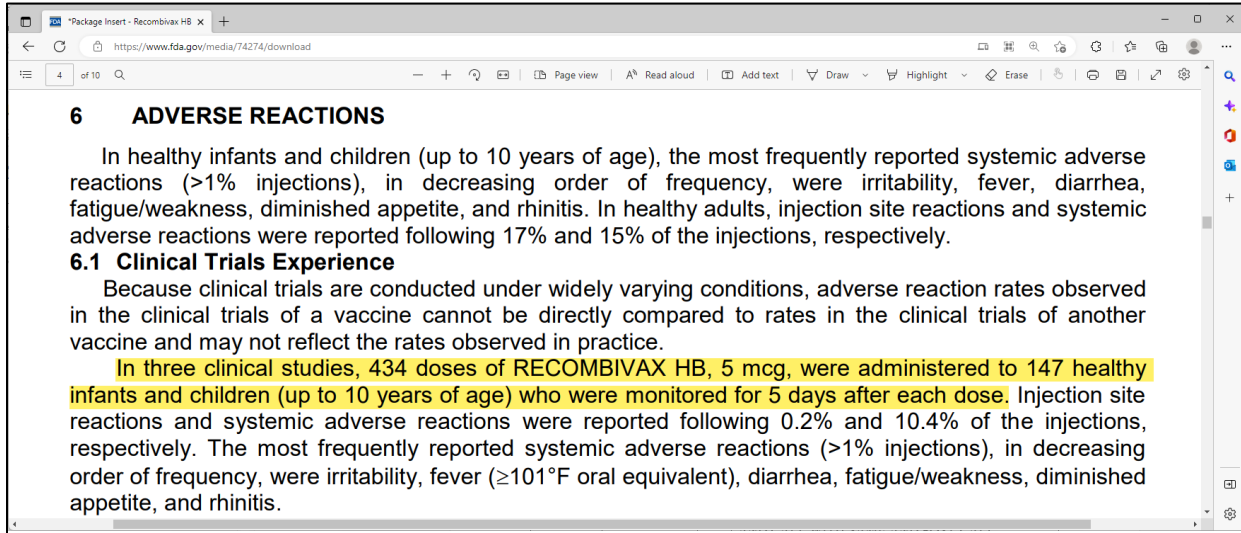 FDA *Package Insert - Recombivax HB
https://www.fda.gov/media/74274/download
4 of 10 Page view Read aloud Add text Draw Highlight Erase
6 ADVERSE REACTIONS
In healthy infants and children (up to 10 years of age), the most frequently reported systemic adverse
reactions (>1% injections), in decreasing order of frequency, were irritability, fever, diarrhea,
fatigue/weakness, diminished appetite, and rhinitis. In healthy adults, injection site reactions and systemic
adverse reactions were reported following 17% and 15% of the injections, respectively.
6.1 Clinical Trials Experience
Because clinical trials are conducted under widely varying conditions, adverse reaction rates observed
in the clinical trials of a vaccine cannot be directly compared to rates in the clinical trials of another
vaccine and may not reflect the rates observed in practice.
In three clinical studies, 434 doses of RECOMBIVAX HB, 5 mcg, were administered to 147 healthy
infants and children (up to 10 years of age) who were monitored for 5 days after each dose. Injection site
reactions and systemic adverse reactions were reported following 0.2% and 10.4% of the injections,
respectively. The most frequently reported systemic adverse reactions (>1% injections), in decreasing
order of frequency, were irritability, fever (≥101°F oral equivalent), diarrhea, fatigue/weakness, diminished
appetite, and rhinitis.